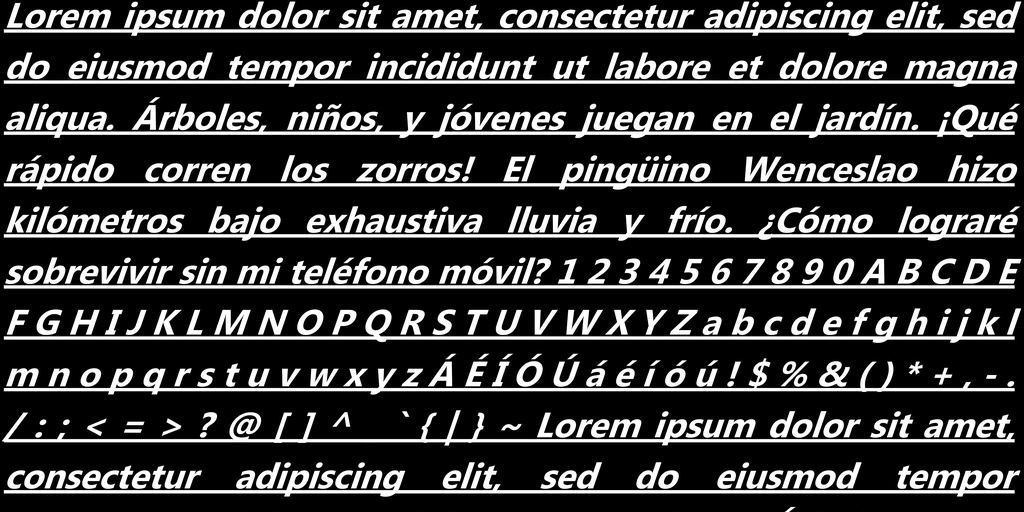 Lorem ipsum dolor sit amet, consectetur adipiscing elit, sed
do eiusmod tempor incididunt ut labore et dolore magna
aliqua. Árboles, niños, y jóvenes juegan en el jardín. ¡Qué
rápido corren los zorros! El pingüino Wenceslao hizo
kilómetros bajo exhaustiva lluvia y frío. ¿Cómo lograré
sobrevivir sin mi teléfono móvil? 1 2 3 4 5 6 7 8 9 0 A B C D E
F G H I J K L M N O P Q R S T U V W X Y Z a b c d e f g h i j k l
m n o p q r s t u v w x y z Á É Í Ó Ú á é í ó ú ! $ % & ( ) * + , - .
/ : ; < = > ? @ [ ] ^ ` { | } ~ Lorem ipsum dolor sit amet,
consectetur adipiscing elit, sed do eiusmod tempor